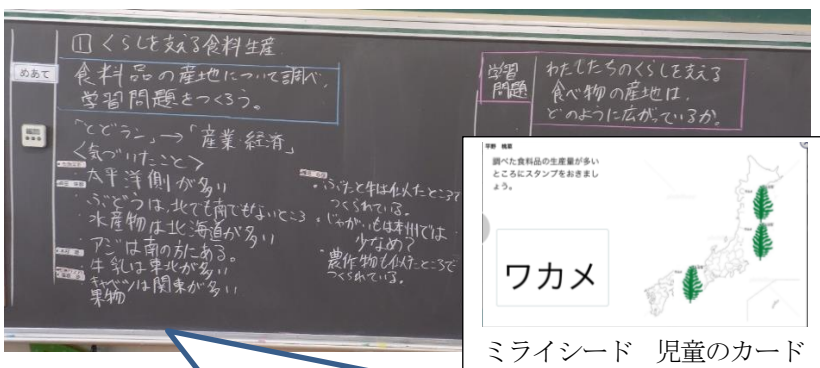 ① くらしを支える食料生産
めあて
食料品の産地について調べ、
学習問題をつくろう。
「とどラン」→「産業・経済」
<気づいたこと>
太平洋側が多い
ぶどうは、北でも南でもないところ
水産物は北海道が多い
アジは南の方にある。
牛乳は東北が多い
キャベツは関東が多い
果物
・ぶたと牛は似たところで
つくられている。
・じゃがいもは本州では
少なめ?
・農作物も似たところで
つくられている。
学習
問題
わたしたちのくらしを支える
食べ物の産地は、
どのように広がっているか。
調べた食料品の生産量が多い
ところにスタンプをおきまし
ょう。
ワカメ
ミライシード 児童のカード